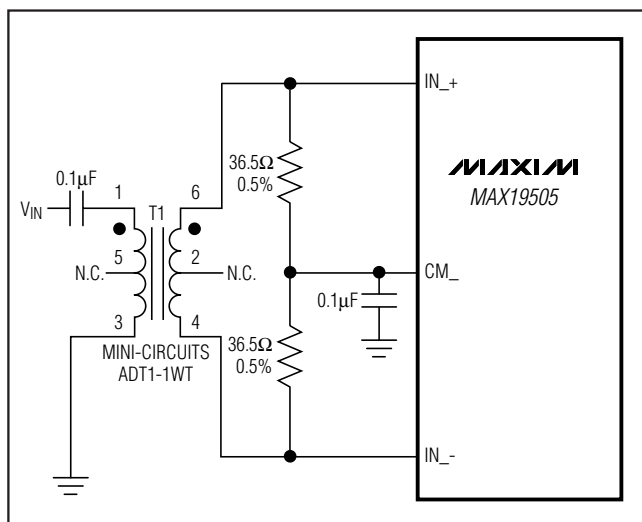 IN_+
36.5Ω
0.5%
MAXIM
MAX19505
0.1μF
1
6
VIN
T1
5
2
N.C.
N.C.
CM_
0.1μF
3
4
36.5Ω
0.5%
MINI-CIRCUITS
ADT1-1WT
IN_-